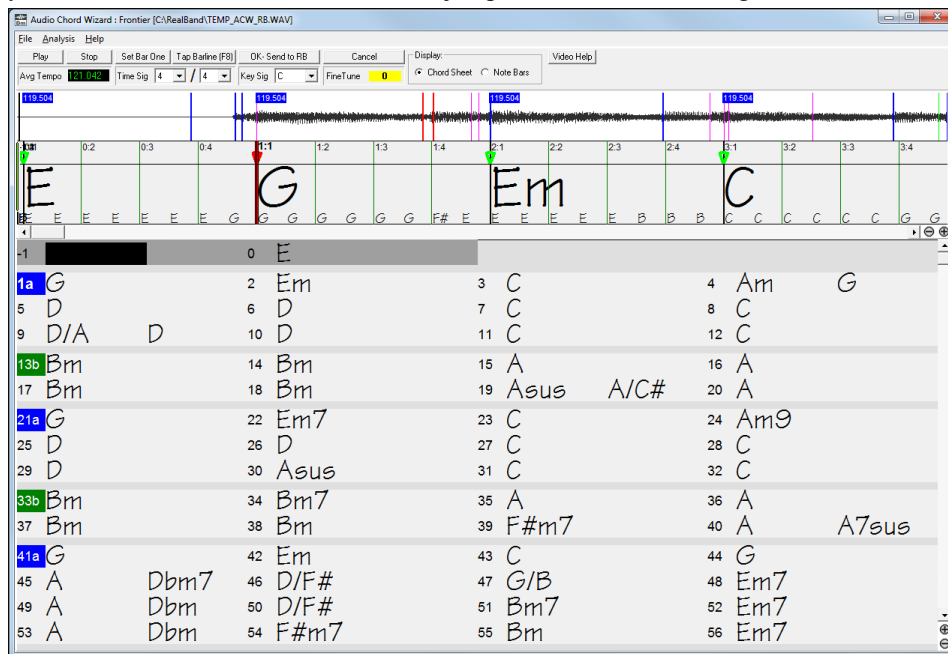 Audio Chord Wizard : Frontier [C:\RealBand\TEMP_ACW_RB.WAV]
File Analysis Help
Play Stop Set Bar One Tap Barline (F8) OK- Send to RB Cancel Display: Video Help
Avg Tempo 121.042 Time Sig 4 / 4 Key Sig C FineTune 0 Chord Sheet Note Bars
119.504 119.504 119.504 119.504
0:2 0:3 0:4 1:1 1:2 1:3 1:4 2:1 2:2 2:3 2:4 3:1 3:2 3:3 3:4
E G Em C
E E E E E E G G G G G G G F# E E E E E E B B B C C C C C C G G
-1 0 E
1a G 2 Em 3 C 4 Am G
5 D 6 D 7 C 8 C
9 D/A D 10 D 11 C 12 C
13b Bm 14 Bm 15 A 16 A
17 Bm 18 Bm 19 Asus A/C# 20 A
21a G 22 Em7 23 C 24 Am9
25 D 26 D 27 C 28 C
29 D 30 Asus 31 C 32 C
33b Bm 34 Bm7 35 A 36 A
37 Bm 38 Bm 39 F#m7 40 A A7sus
41a G 42 Em 43 C 44 G
45 A Dbm7 46 D/F# 47 G/B 48 Em7
49 A Dbm 50 D/F# 51 Bm7 52 Em7
53 A Dbm 54 F#m7 55 Bm 56 Em7